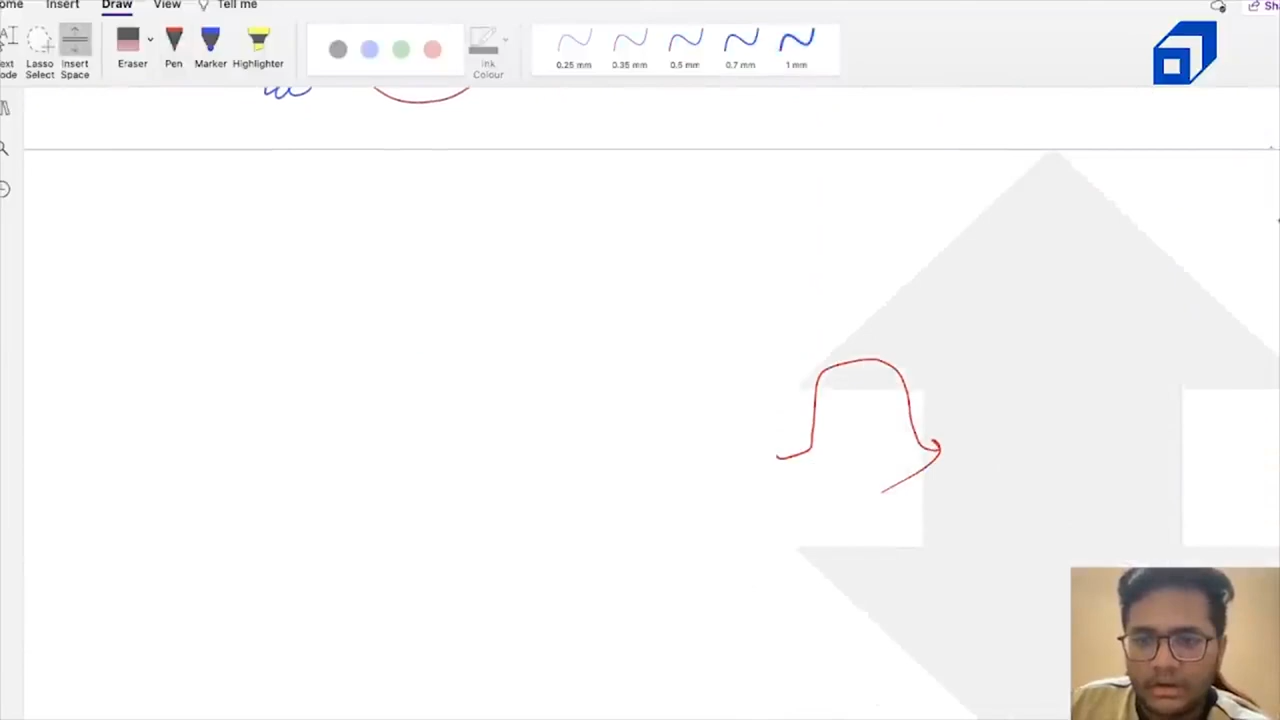 ome Insert Draw View Tell me Sha
ext Lasso Insert Eraser Pen Marker Highlighter Ink 0.25 mm 0.35 mm 0.5 mm 0.7 mm 1 mm
ode Select Space Colour